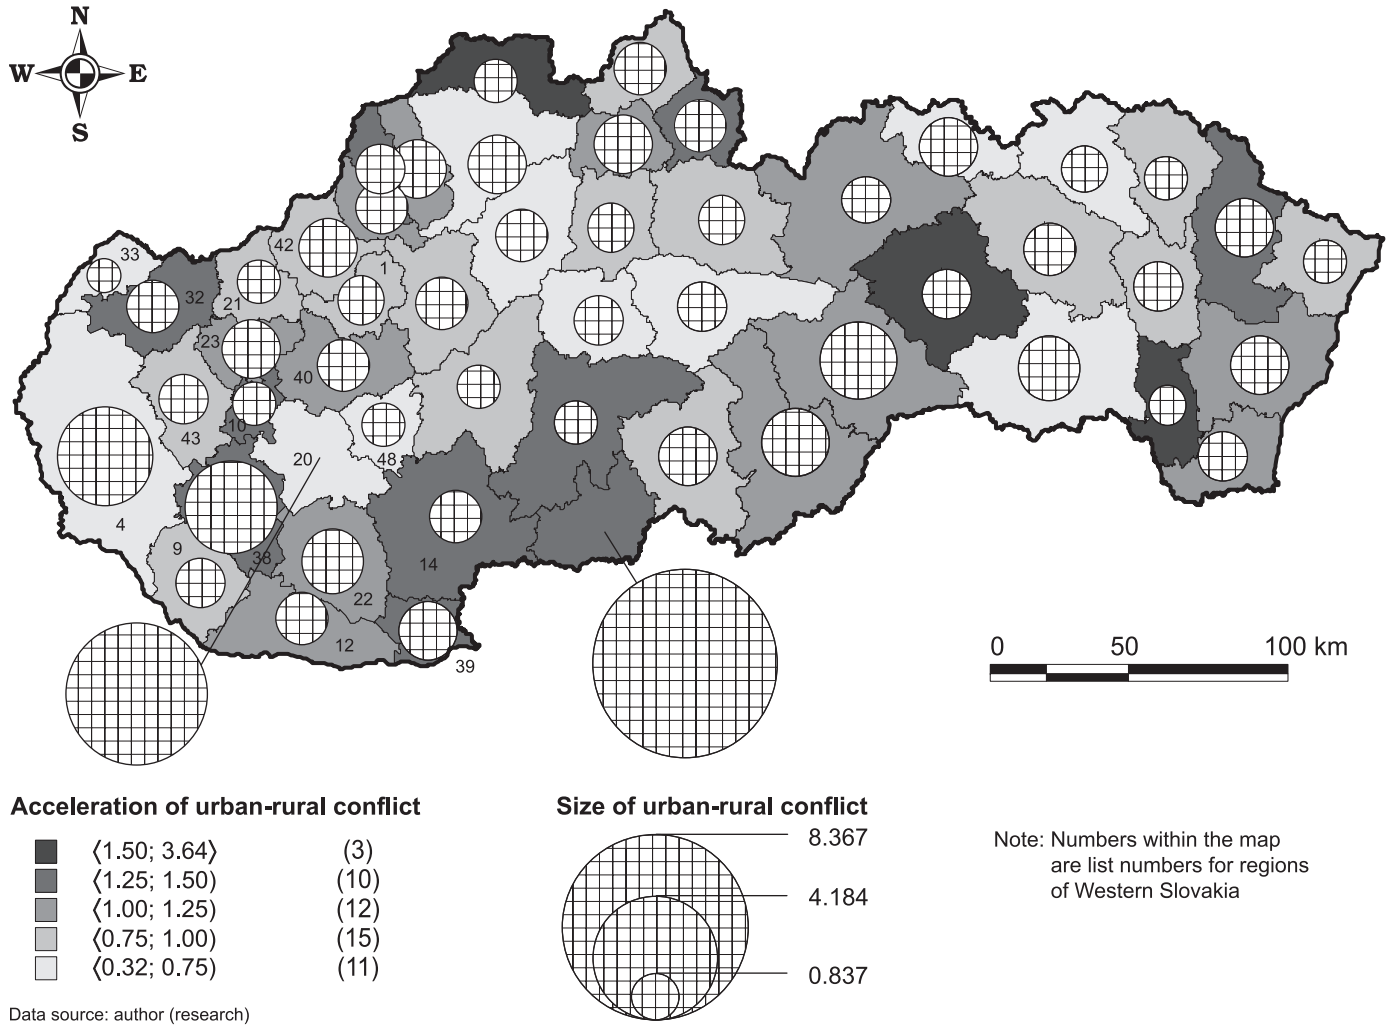 N
W E
S
33
42
1
32
21
23
40
10
43
20
48
4
9
38
14
22
12
39
0 50 100 km
Acceleration of urban-rural conflict
⟨1.50; 3.64⟩ (3)
⟨1.25; 1.50) (10)
⟨1.00; 1.25) (12)
⟨0.75; 1.00) (15)
⟨0.32; 0.75) (11)
Data source: author (research)
Size of urban-rural conflict
8.367
4.184
0.837
Note: Numbers within the map
are list numbers for regions
of Western Slovakia